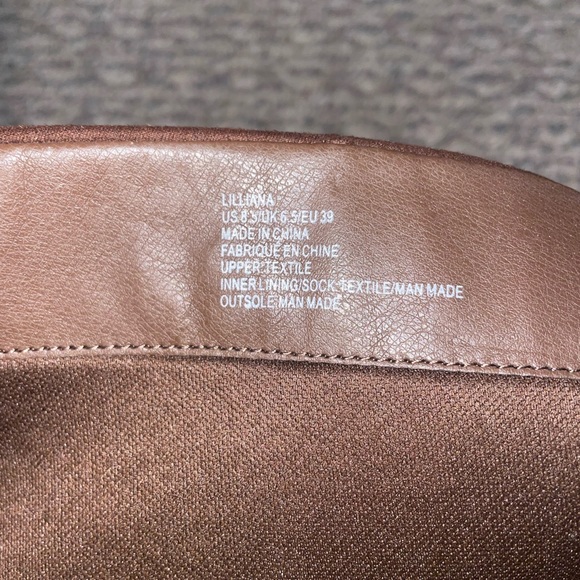 LILLIANA
US 8.5/UK 6.5/EU 39
MADE IN CHINA
FABRIQUÉ EN CHINE
UPPER:TEXTILE
INNER LINING/SOCK:TEXTILE/MAN MADE
OUTSOLE:MAN MADE